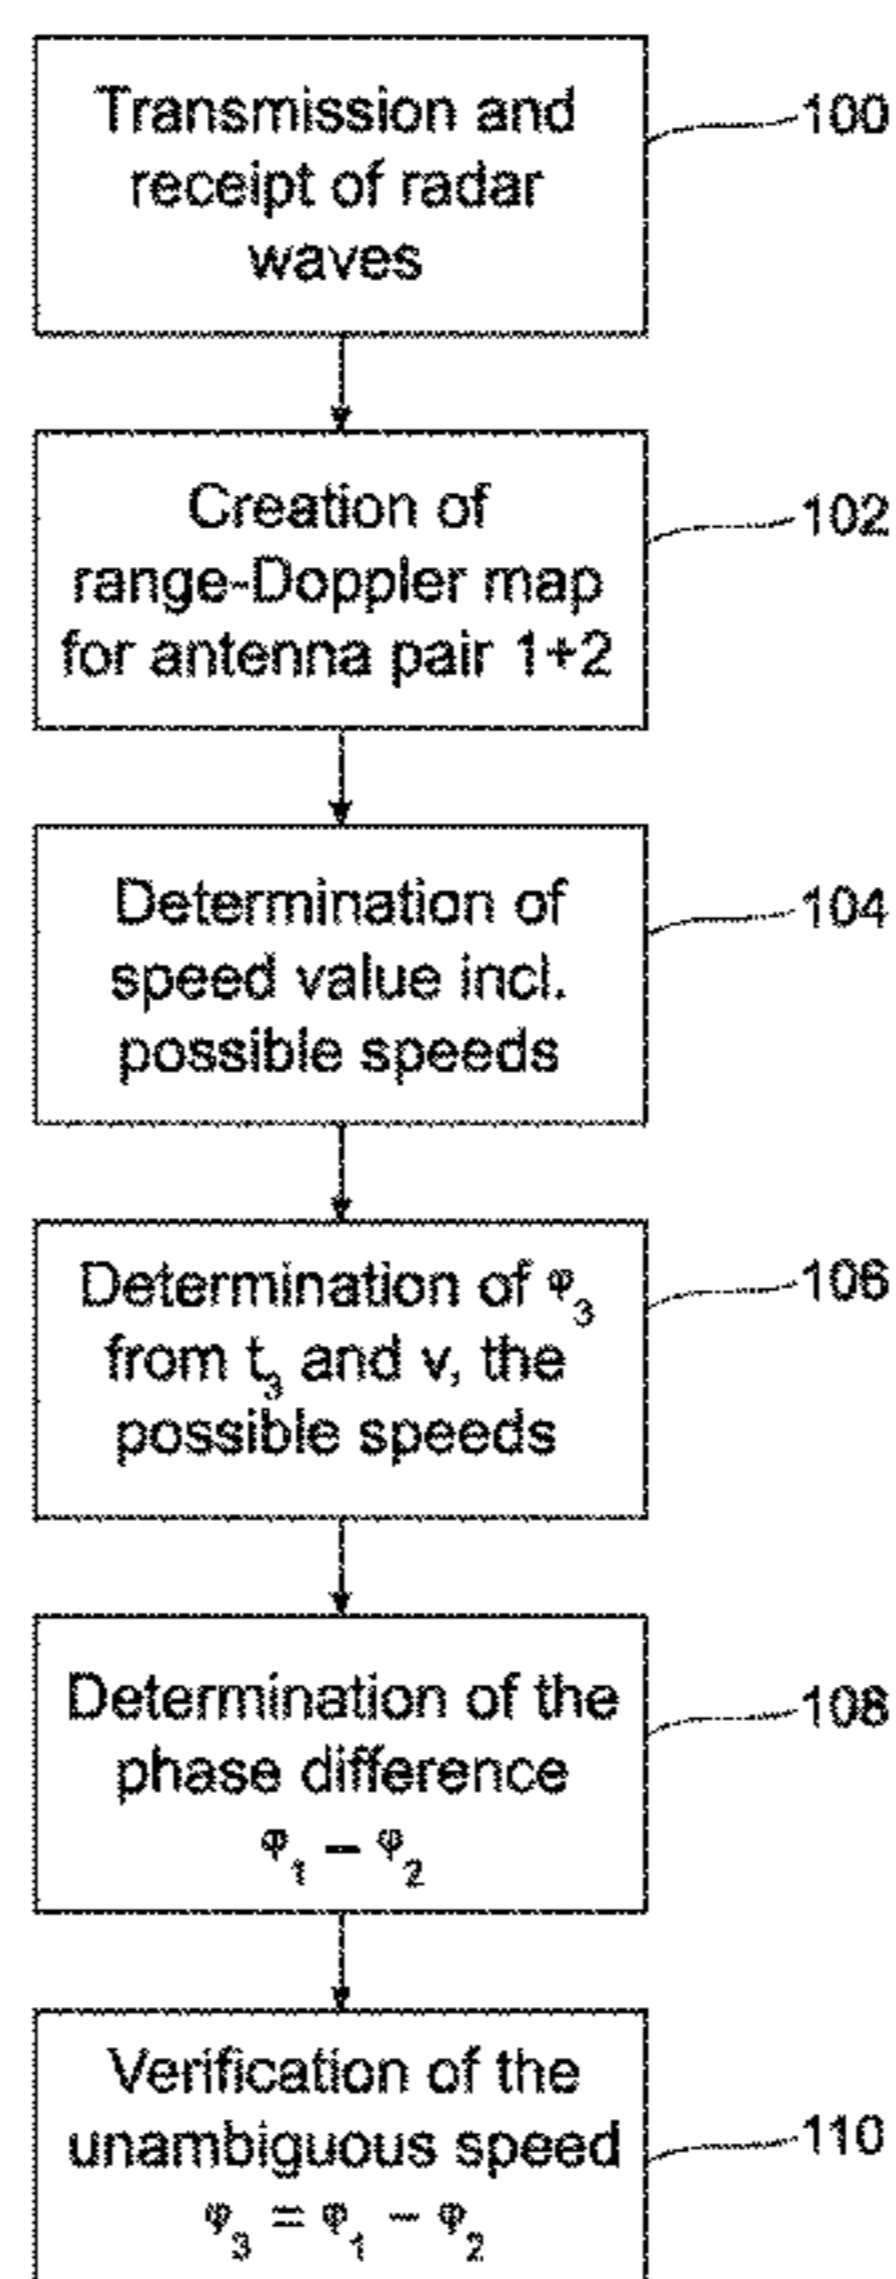 Transmission and
receipt of radar
waves
100
Creation of
range-Doppler map
for antenna pair 1+2
102
Determination of
speed value incl.
possible speeds
104
Determination of φ₃
from t₃ and v, the
possible speeds
106
Determination of the
phase difference
φ₁ – φ₂
108
Verification of the
unambiguous speed
φ₃ = φ₁ – φ₂
110